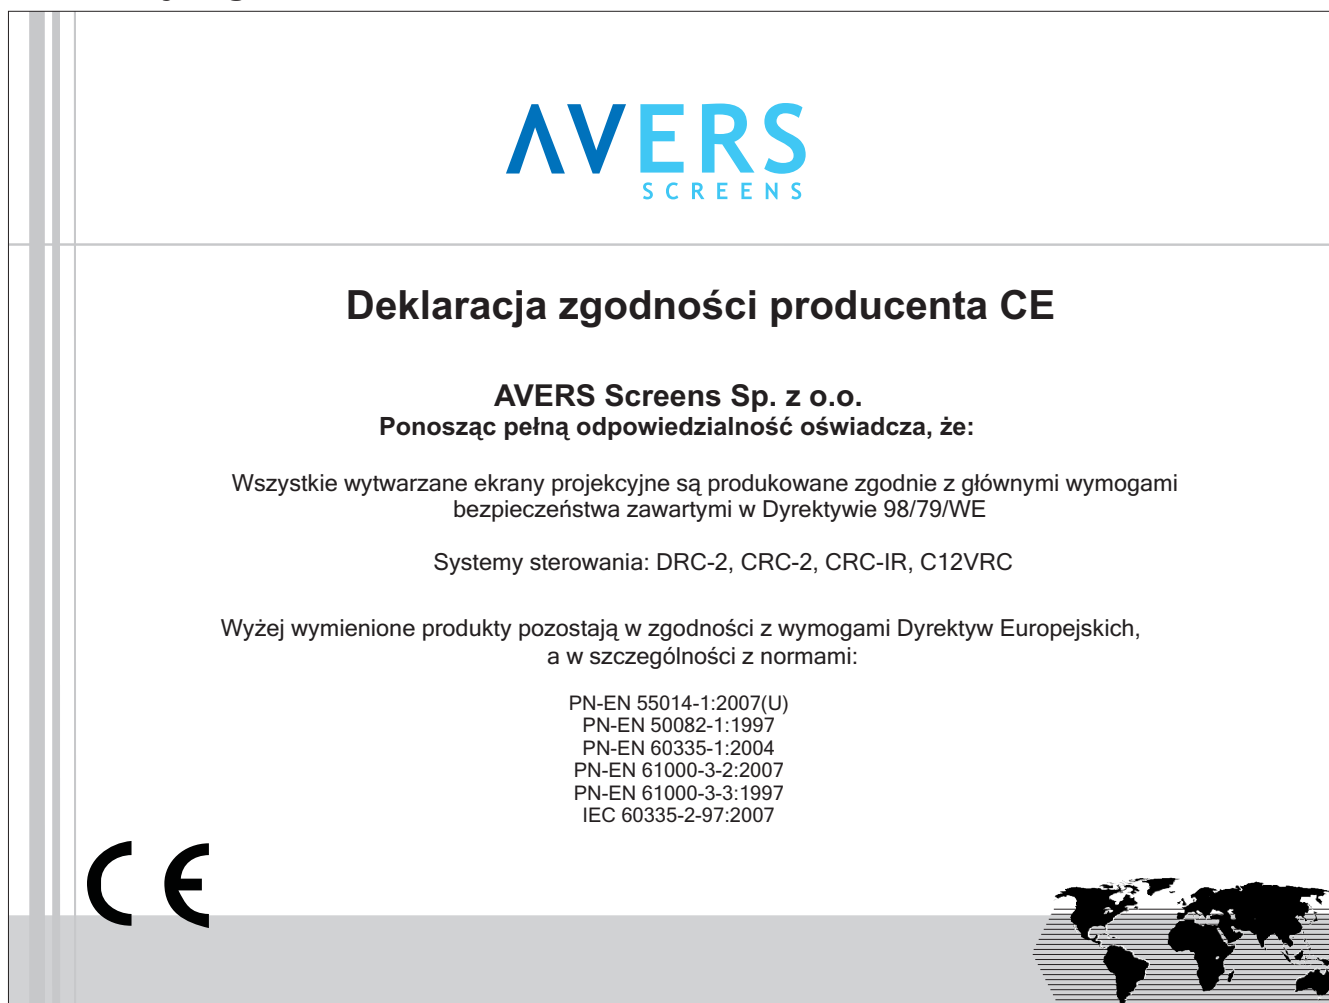 AVERS
SCREENS
Deklaracja zgodności producenta CE
AVERS Screens Sp. z o.o.
Ponosząc pełną odpowiedzialność oświadcza, że:
Wszystkie wytwarzane ekrany projekcyjne są produkowane zgodnie z głównymi wymogami
bezpieczeństwa zawartymi w Dyrektywie 98/79/WE
Systemy sterowania: DRC-2, CRC-2, CRC-IR, C12VRC
Wyżej wymienione produkty pozostają w zgodności z wymogami Dyrektyw Europejskich,
a w szczególności z normami:
PN-EN 55014-1:2007(U)
PN-EN 50082-1:1997
PN-EN 60335-1:2004
PN-EN 61000-3-2:2007
PN-EN 61000-3-3:1997
IEC 60335-2-97:2007
CE